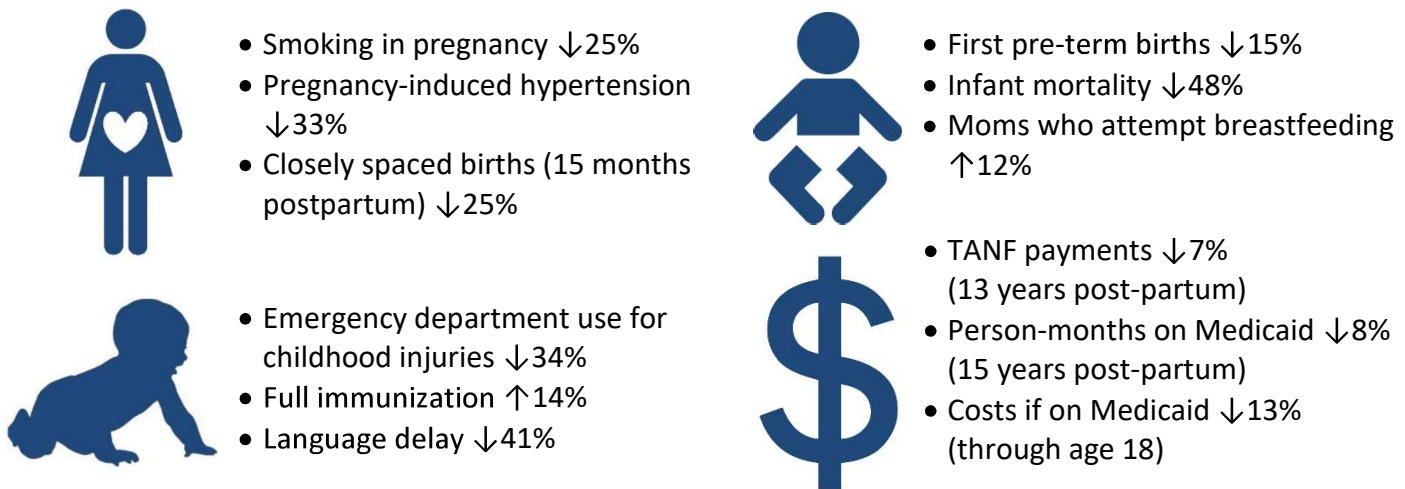 • Smoking in pregnancy ↓25%
• Pregnancy-induced hypertension
↓33%
• Closely spaced births (15 months
postpartum) ↓25%
• First pre-term births ↓15%
• Infant mortality ↓48%
• Moms who attempt breastfeeding
↑12%
• Emergency department use for
childhood injuries ↓34%
• Full immunization ↑14%
• Language delay ↓41%
• TANF payments ↓7%
(13 years post-partum)
• Person-months on Medicaid ↓8%
(15 years post-partum)
• Costs if on Medicaid ↓13%
(through age 18)